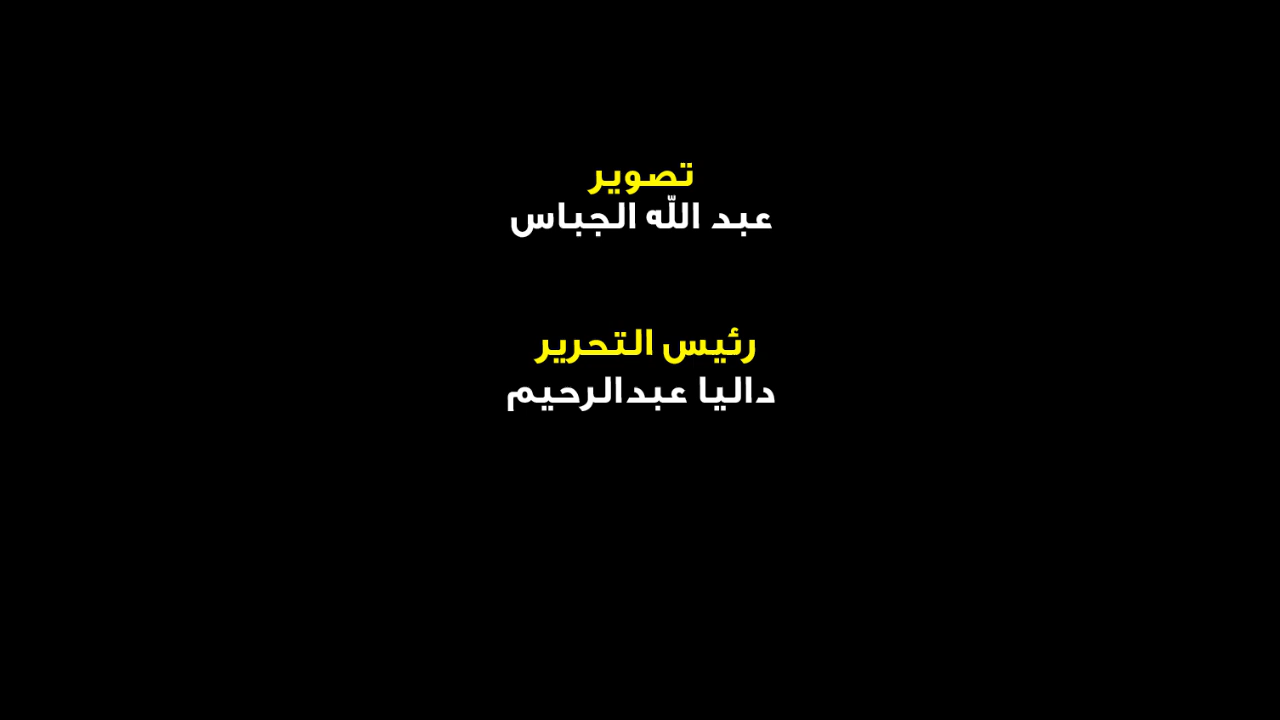 تصوير
عبد الله الجباس
رئيس التحرير
داليا عبدالرحيم